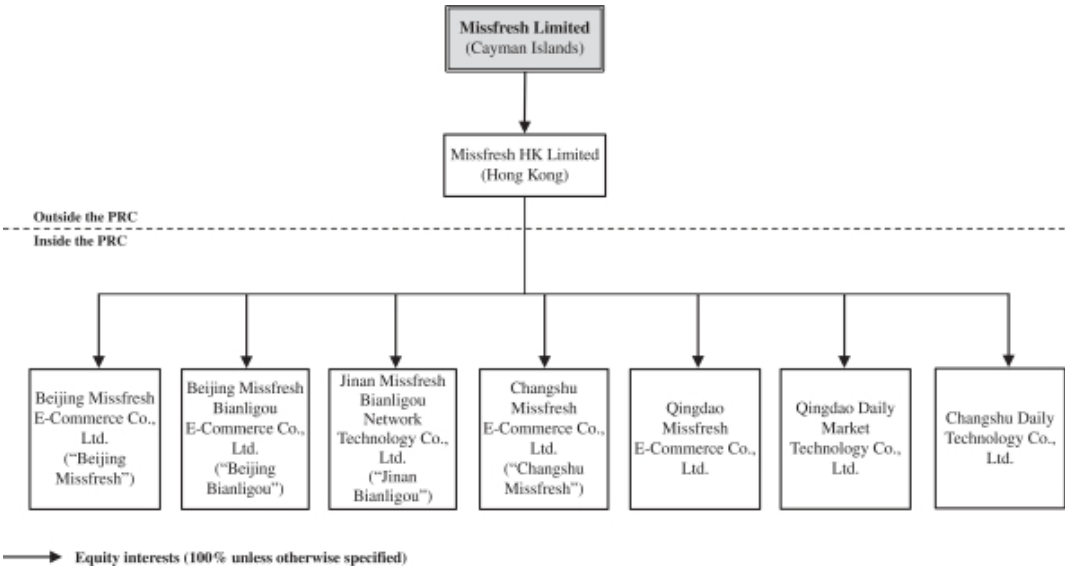 Missfresh Limited
(Cayman Islands)
Missfresh HK Limited
(Hong Kong)
Outside the PRC
Inside the PRC
Beijing Missfresh
E-Commerce Co.,
Ltd.
(“Beijing
Missfresh”)
Beijing Missfresh
Bianligou
E-Commerce Co.,
Ltd.
(“Beijing
Bianligou”)
Jinan Missfresh
Bianligou
Network
Technology Co.,
Ltd.
(“Jinan
Bianligou”)
Changshu
Missfresh
E-Commerce Co.,
Ltd.
(“Changshu
Missfresh”)
Qingdao
Missfresh
E-Commerce Co.,
Ltd.
Qingdao Daily
Market
Technology Co.,
Ltd.
Changshu Daily
Technology Co.,
Ltd.
Equity interests (100% unless otherwise specified)